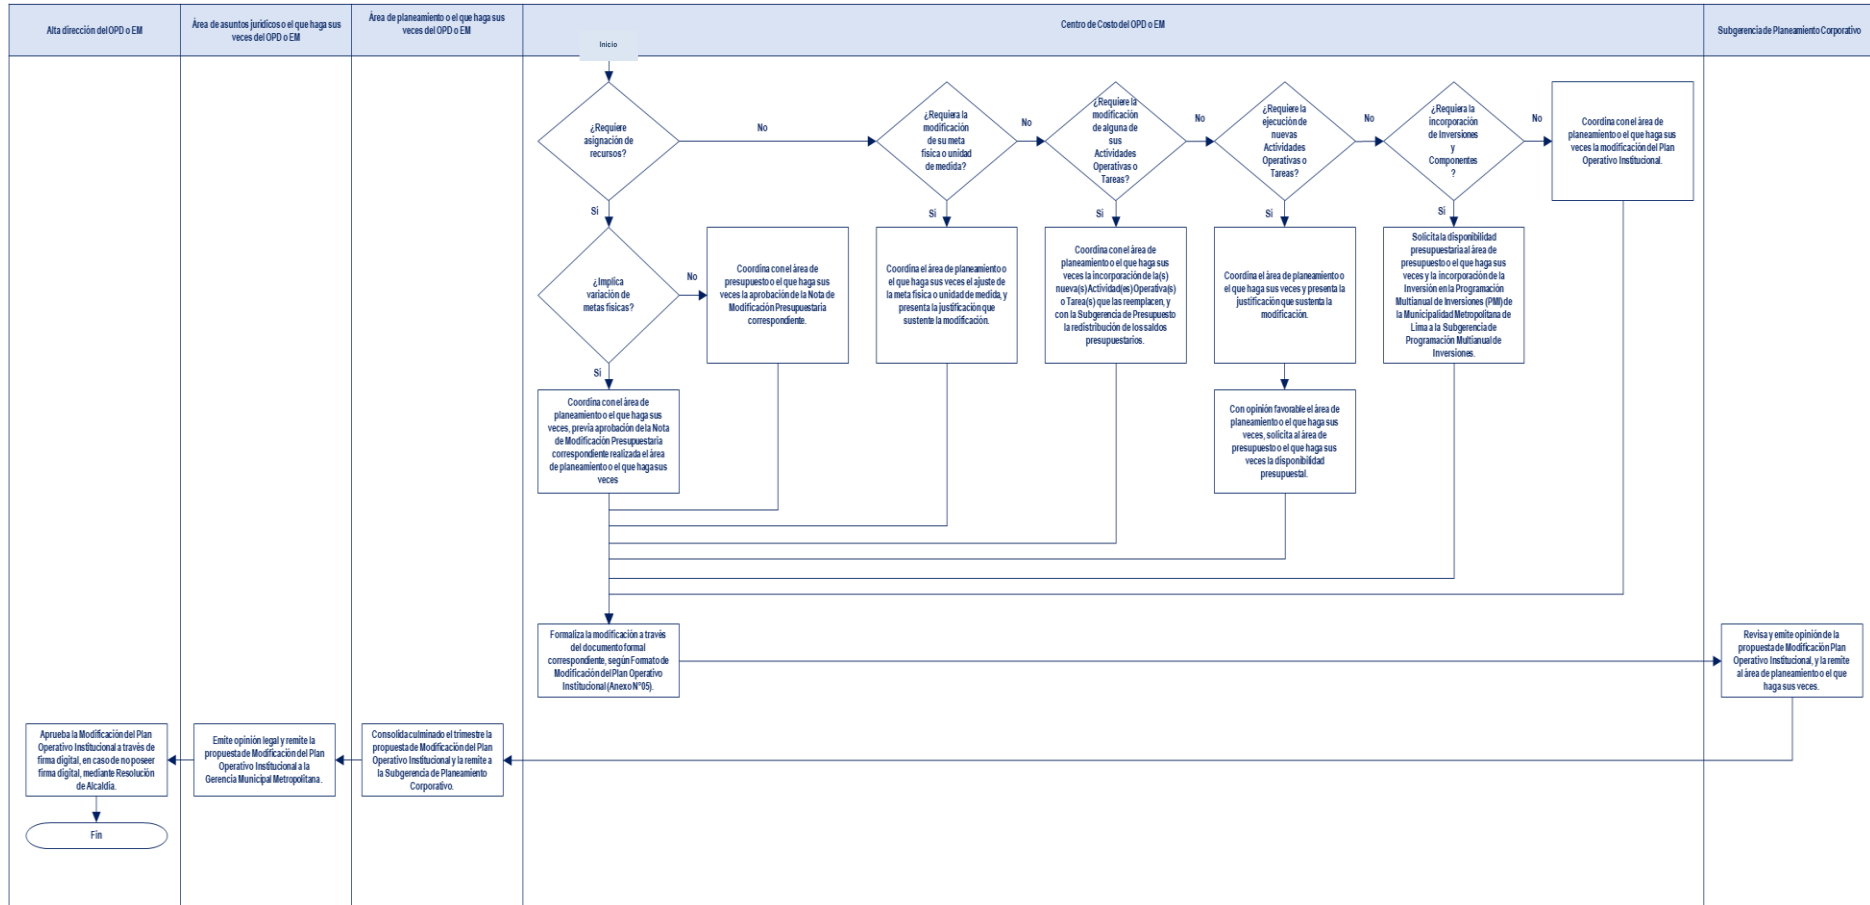 Alta dirección del OPD o EM
Área de asuntos jurídicos o el que haga sus
veces del OPD o EM
Área de planeamiento o el que haga sus
veces del OPD o EM
Centro de Costo del OPD o EM
Subgerencia de Planeamiento Corporativo
Inicio
¿Requiere
asignación de
recursos?
No
¿Requiera la
modificación
de su meta
física o unidad
de medida?
No
¿Requiere la
modificación
de alguna de
sus
Actividades
Operativas o
Tareas?
No
¿Requiere la
ejecución de
nuevas
Actividades
Operativas o
Tareas?
No
¿Requiera la
incorporación
de Inversiones
y
Componentes
?
No
Coordina con el área de
planeamiento o el que haga sus
veces la modificación del Plan
Operativo Institucional.
Si
Si
Si
Si
Si
¿Implica
variación de
metas físicas?
No
Coordina con el área de
presupuesto o el que haga sus
veces la aprobación de la Nota de
Modificación Presupuestaria
correspondiente.
Coordina el área de planeamiento o
el que haga sus veces el ajuste de
la meta física o unidad de medida, y
presenta la justificación que
sustente la modificación.
Coordina con el área de
planeamiento o el que haga sus
veces la incorporación de la(s)
nueva(s) Actividad(es) Operativa(s)
o Tarea(s) que las reemplacen, y
con la Subgerencia de Presupuesto
la redistribución de los saldos
presupuestarios.
Coordina el área de planeamiento o
el que haga sus veces y presenta la
justificación que sustenta la
modificación.
Solicita la disponibilidad
presupuestaria al área de
presupuesto o el que haga sus
veces y la incorporación de la
Inversión en la Programación
Multianual de Inversiones (PMI) de
la Municipalidad Metropolitana de
Lima a la Subgerencia de
Programación Multianual de
Inversiones.
Si
Coordina con el área de
planeamiento o el que haga sus
veces, previa aprobación de la Nota
de Modificación Presupuestaria
correspondiente realizada el área
de planeamiento o el que haga sus
veces
Con opinión favorable el área de
planeamiento o el que haga sus
veces, solicita al área de
presupuesto o el que haga sus
veces la disponibilidad
presupuestal.
Formaliza la modificación a través
del documento formal
correspondiente, según Formato de
Modificación del Plan Operativo
Institucional (Anexo N°05).
Revisa y emite opinión de la
propuesta de Modificación Plan
Operativo Institucional, y la remite
al área de planeamiento o el que
haga sus veces.
Aprueba la Modificación del Plan
Operativo Institucional a través de
firma digital, en caso de no poseer
firma digital, mediante Resolución
de Alcaldía.
Emite opinión legal y remite la
propuesta de Modificación del Plan
Operativo Institucional a la
Gerencia Municipal Metropolitana.
Consolida culminado el trimestre la
propuesta de Modificación del Plan
Operativo Institucional y la remite a
la Subgerencia de Planeamiento
Corporativo.
Fin